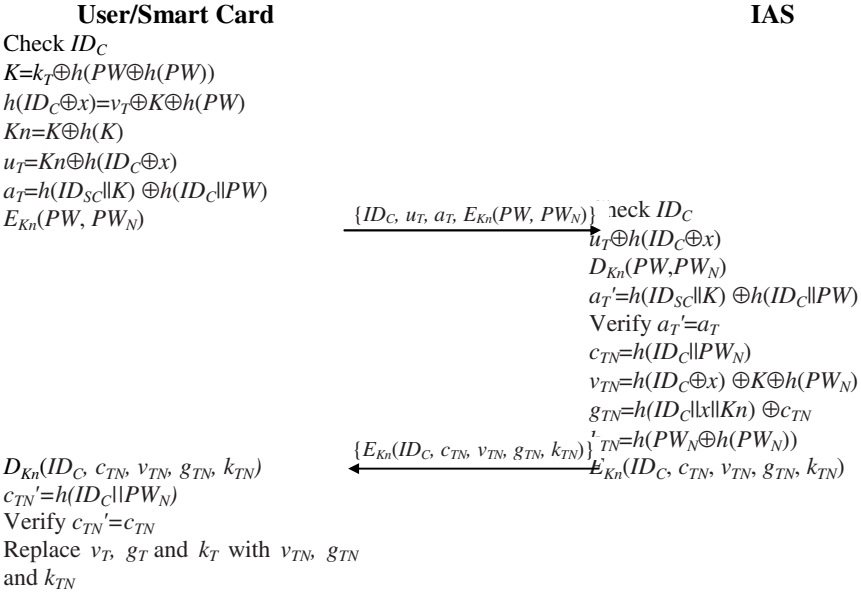 User/Smart Card
Check ID_C
K=k_T⊕h(PW⊕h(PW))
h(ID_C⊕x)=v_T⊕K⊕h(PW)
Kn=K⊕h(K)
u_T=Kn⊕h(ID_C⊕x)
a_T=h(ID_SC||K) ⊕h(ID_C||PW)
E_Kn(PW, PW_N)
{ID_C, u_T, a_T, E_Kn(PW, PW_N)}
IAS
heck ID_C
u_T⊕h(ID_C⊕x)
D_Kn(PW,PW_N)
a_T'=h(ID_SC||K) ⊕h(ID_C||PW)
Verify a_T'=a_T
c_TN=h(ID_C||PW_N)
v_TN=h(ID_C⊕x) ⊕K⊕h(PW_N)
g_TN=h(ID_C||x||Kn) ⊕c_TN
_TN=h(PW_N⊕h(PW_N))
E_Kn(ID_C, c_TN, v_TN, g_TN, k_TN)
{E_Kn(ID_C, c_TN, v_TN, g_TN, k_TN)}
D_Kn(ID_C, c_TN, v_TN, g_TN, k_TN)
c_TN'=h(ID_C||PW_N)
Verify c_TN'=c_TN
Replace v_T, g_T and k_T with v_TN, g_TN
and k_TN